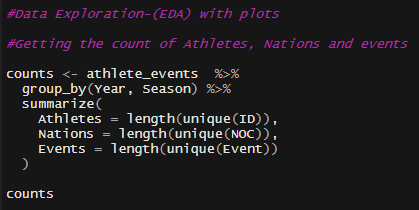 #Data Exploration-(EDA) with plots
#Getting the count of Athletes, Nations and events
counts <- athlete_events  %>%
  group_by(Year, Season) %>%
  summarize(
    Athletes = length(unique(ID)),
    Nations = length(unique(NOC)),
    Events = length(unique(Event))
  )
counts